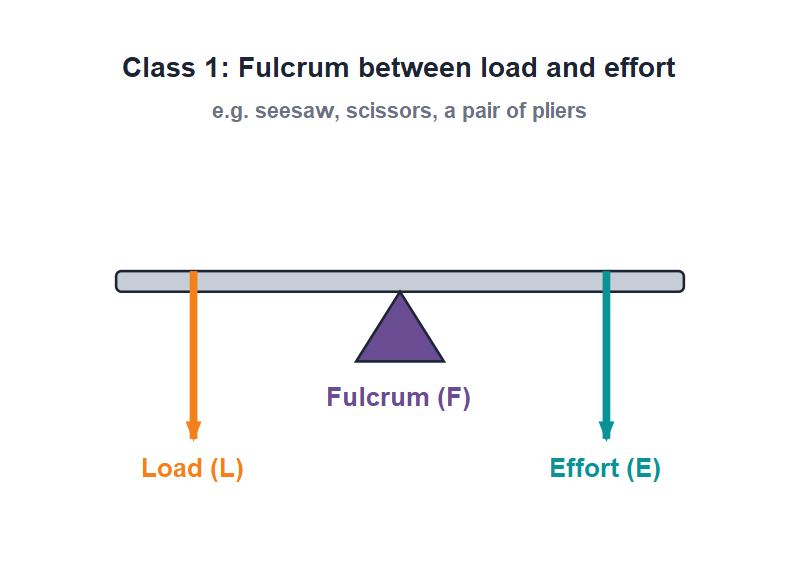 Class 1: Fulcrum between load and effort
e.g. seesaw, scissors, a pair of pliers
Fulcrum (F)
Load (L)
Effort (E)